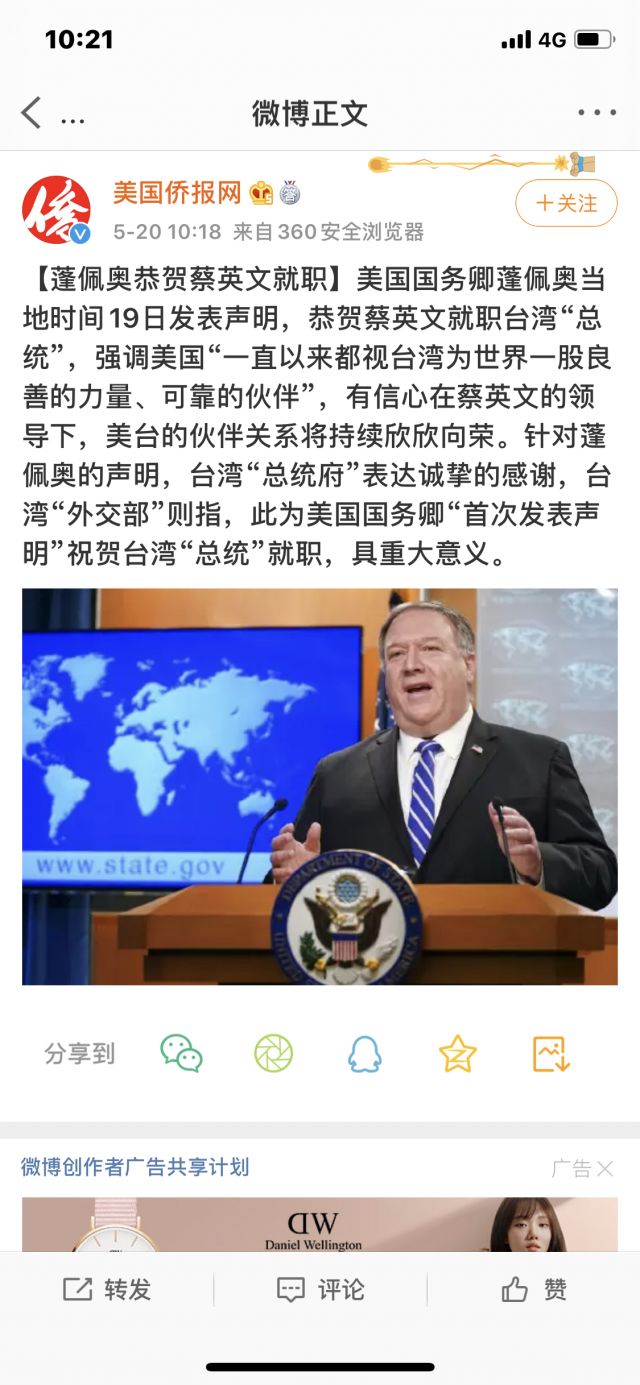 10:21
4G
...
微博正文
美国侨报网
5-20 10:18 来自360安全浏览器
+关注
【蓬佩奥恭贺蔡英文就职】美国国务卿蓬佩奥当
地时间19日发表声明，恭贺蔡英文就职台湾“总
统”，强调美国“一直以来都视台湾为世界一股良
善的力量、可靠的伙伴”，有信心在蔡英文的领
导下，美台的伙伴关系将持续欣欣向荣。针对蓬
佩奥的声明，台湾“总统府”表达诚挚的感谢，台
湾“外交部”则指，此为美国国务卿“首次发表声
明”祝贺台湾“总统”就职，具重大意义。
www.state.gov
DEPARTMENT OF STATE
UNITED STATES OF AMERICA
分享到
微博创作者广告共享计划
广告
DW
Daniel Wellington
转发
评论
赞